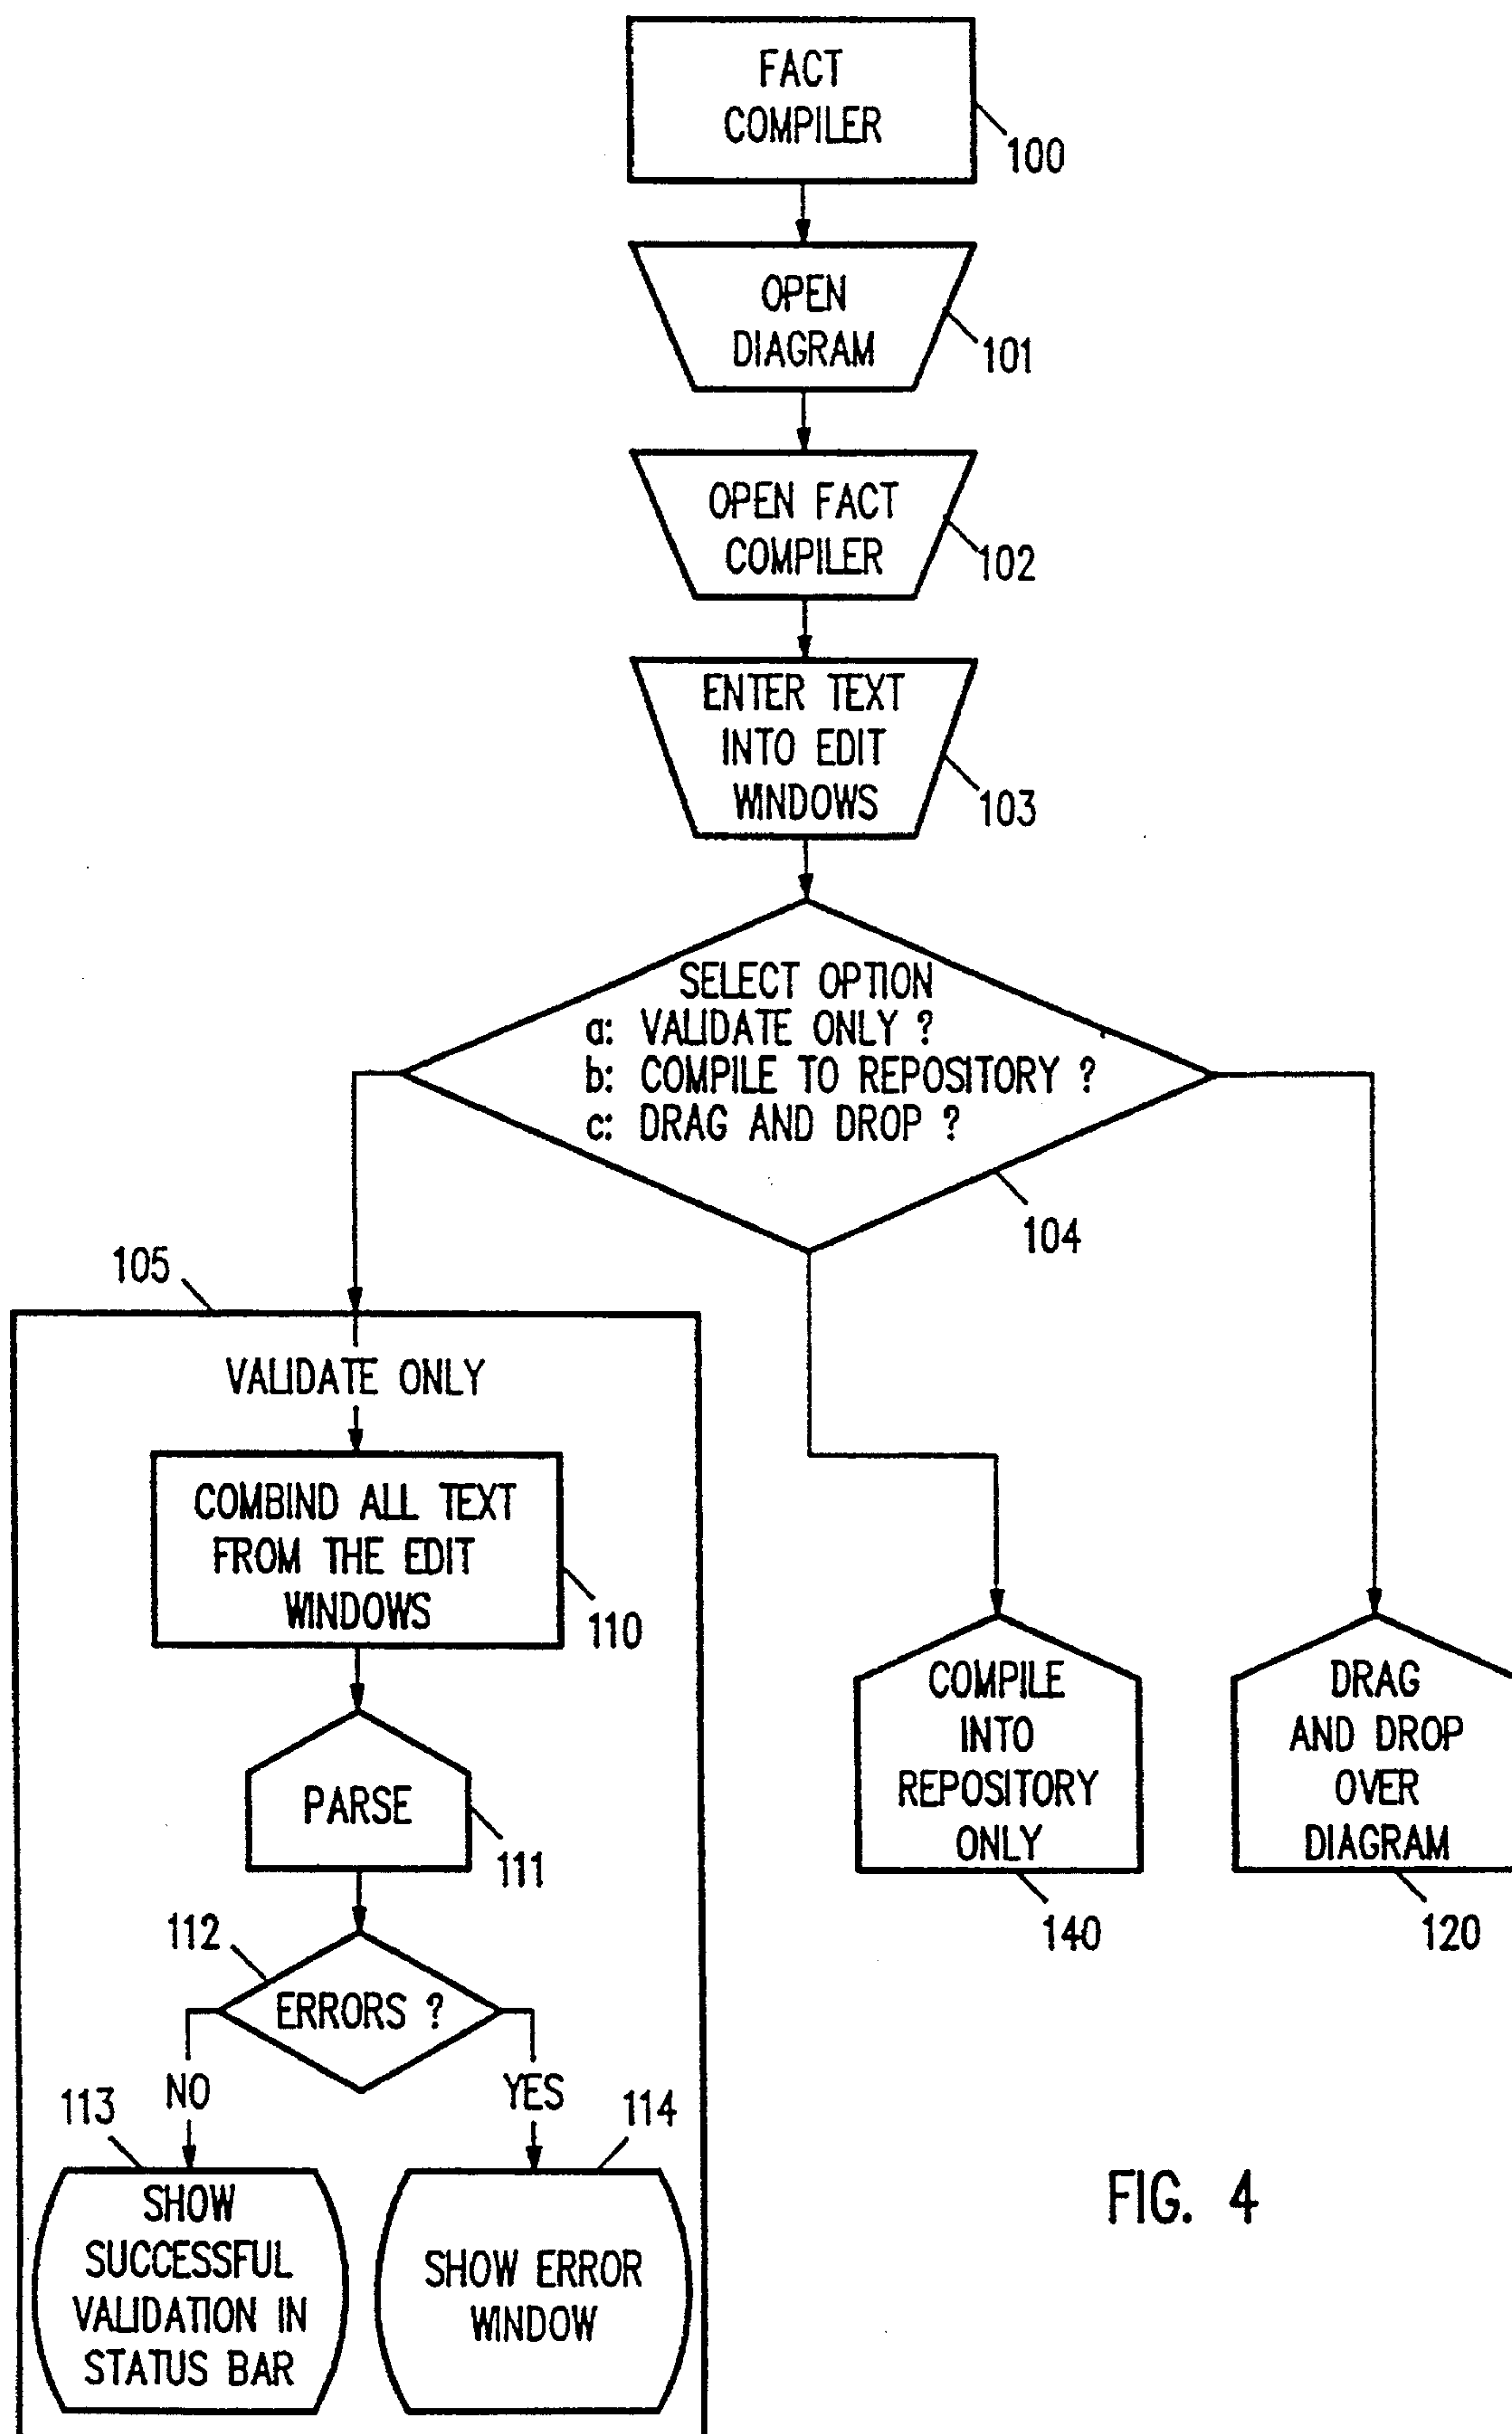 FACT
COMPILER
100
OPEN
DIAGRAM
101
OPEN FACT
COMPILER
102
ENTER TEXT
INTO EDIT
WINDOWS
103
SELECT OPTION
a: VALIDATE ONLY ?
b: COMPILE TO REPOSITORY ?
c: DRAG AND DROP ?
104
105
VALIDATE ONLY
COMBIND ALL TEXT
FROM THE EDIT
WINDOWS
110
PARSE
111
112
ERRORS ?
NO
YES
113
SHOW
SUCCESSFUL
VALIDATION IN
STATUS BAR
114
SHOW ERROR
WINDOW
COMPILE
INTO
REPOSITORY
ONLY
140
DRAG
AND DROP
OVER
DIAGRAM
120
FIG. 4